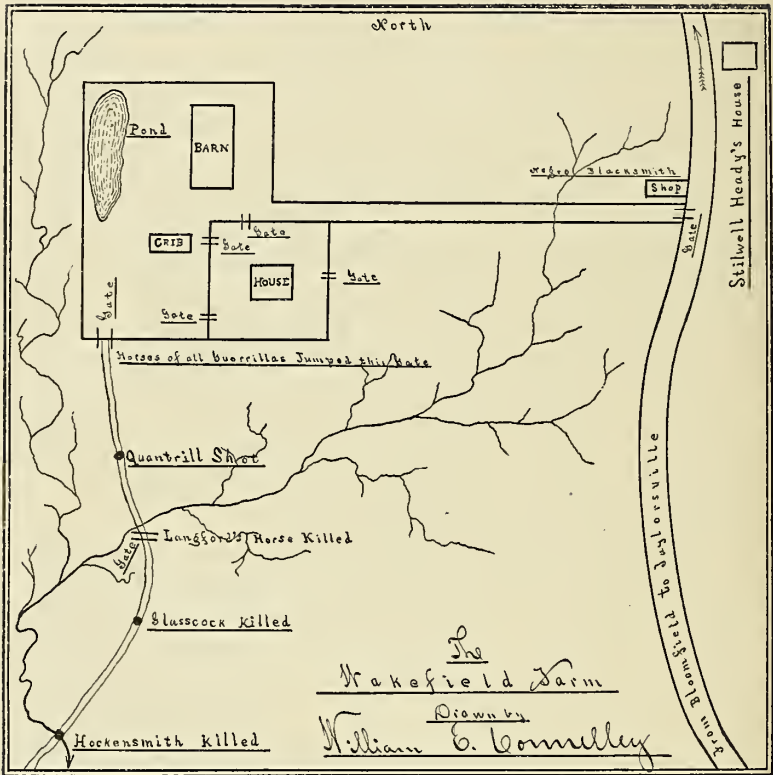 North
Pond
BARN
Negro Blacksmith
Shop
Stilwell Heady's House
Gate
CRIB
Gate
Gate
HOUSE
Gate
Gate
Gate
Horses of all Guerrillas Jumped this Gate
Quantrill Shot
Langford's Horse Killed
Gate
Glasscock Killed
Hockensmith Killed
From Bloomfield to Taylorsville
The
Wakefield Farm
Drawn by
William E. Connelley